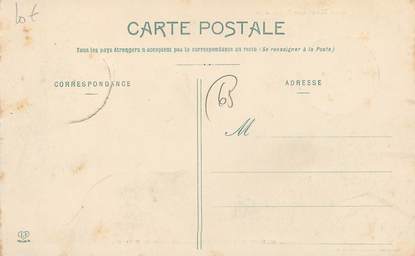 lot
CARTE POSTALE
Tous les pays étrangers n'acceptent pas la correspondance au recto (Se renseigner à la Poste)
CORRESPONDANCE
ADRESSE
65
M